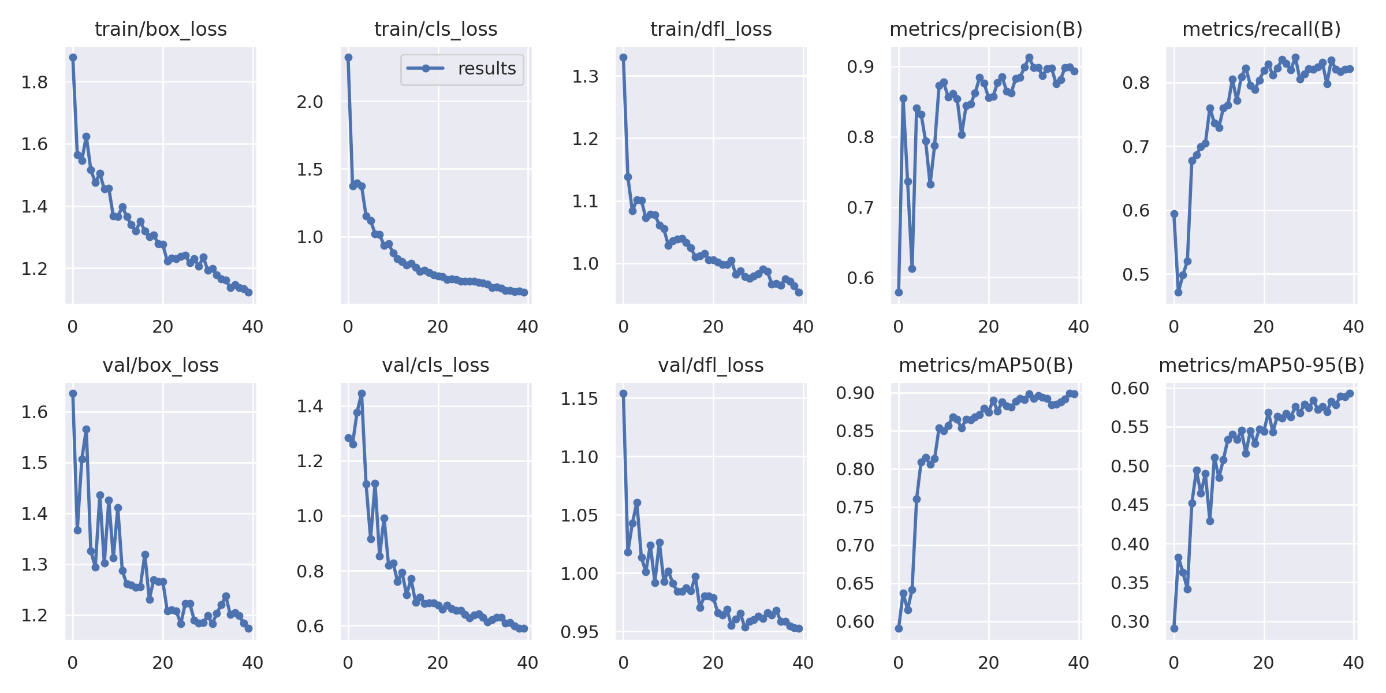 train/box_loss
1.8
1.6
1.4
1.2
0 20 40
train/cls_loss
results
2.0
1.5
1.0
0 20 40
train/dfl_loss
1.3
1.2
1.1
1.0
0 20 40
metrics/precision(B)
0.9
0.8
0.7
0.6
0 20 40
metrics/recall(B)
0.8
0.7
0.6
0.5
0 20 40
val/box_loss
1.6
1.5
1.4
1.3
1.2
0 20 40
val/cls_loss
1.4
1.2
1.0
0.8
0.6
0 20 40
val/dfl_loss
1.15
1.10
1.05
1.00
0.95
0 20 40
metrics/mAP50(B)
0.90
0.85
0.80
0.75
0.70
0.65
0.60
0 20 40
metrics/mAP50-95(B)
0.60
0.55
0.50
0.45
0.40
0.35
0.30
0 20 40